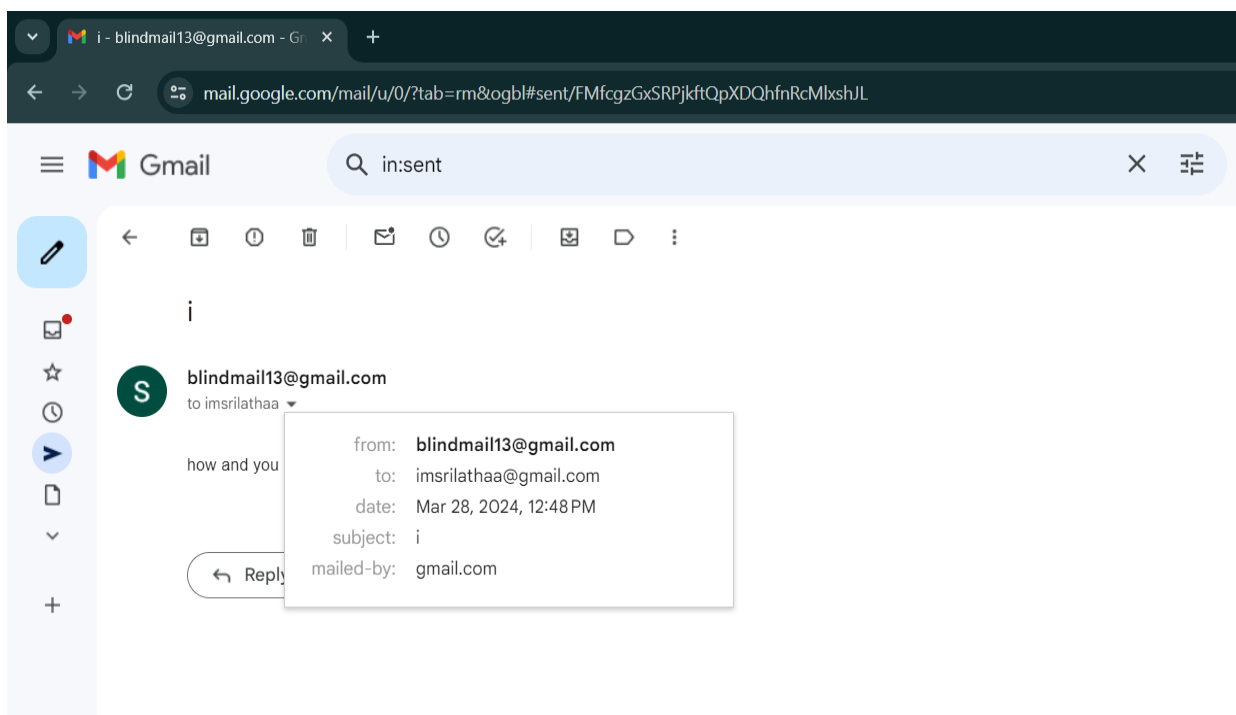 i - blindmail13@gmail.com - Gr
mail.google.com/mail/u/0/?tab=rm&ogbl#sent/FMfcgzGxSRPjkftQpXDQhfnRcMlxshJL
Gmail
in:sent
i
S
blindmail13@gmail.com
to imsrilathaa
from: blindmail13@gmail.com
how and you
to: imsrilathaa@gmail.com
date: Mar 28, 2024, 12:48 PM
subject: i
Reply
mailed-by: gmail.com